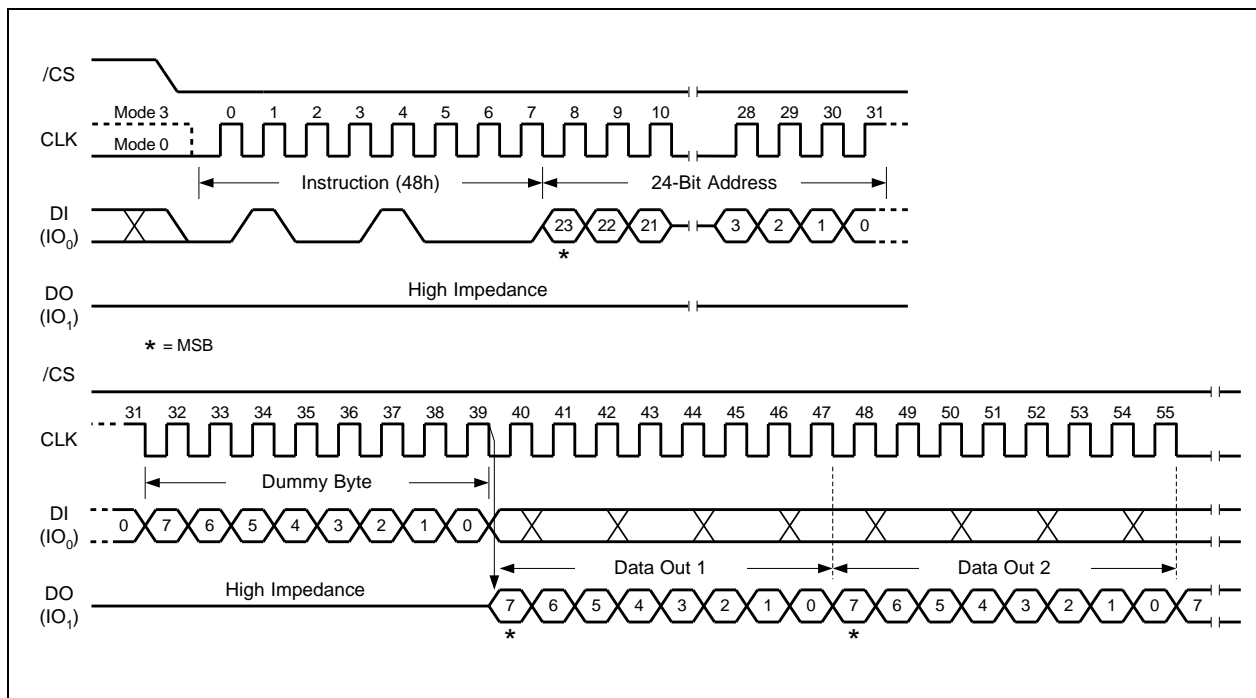 /CS
Mode 3 0 1 2 3 4 5 6 7 8 9 10 28 29 30 31
CLK
Mode 0
Instruction (48h) 24-Bit Address
DI
(IO0)
23 22 21 3 2 1 0
*
High Impedance
DO
(IO1)
* = MSB
/CS
31 32 33 34 35 36 37 38 39 40 41 42 43 44 45 46 47 48 49 50 51 52 53 54 55
CLK
Dummy Byte
DI
(IO0)
0 7 6 5 4 3 2 1 0
Data Out 1 Data Out 2
High Impedance
DO
(IO1)
7 6 5 4 3 2 1 0 7 6 5 4 3 2 1 0 7
* *